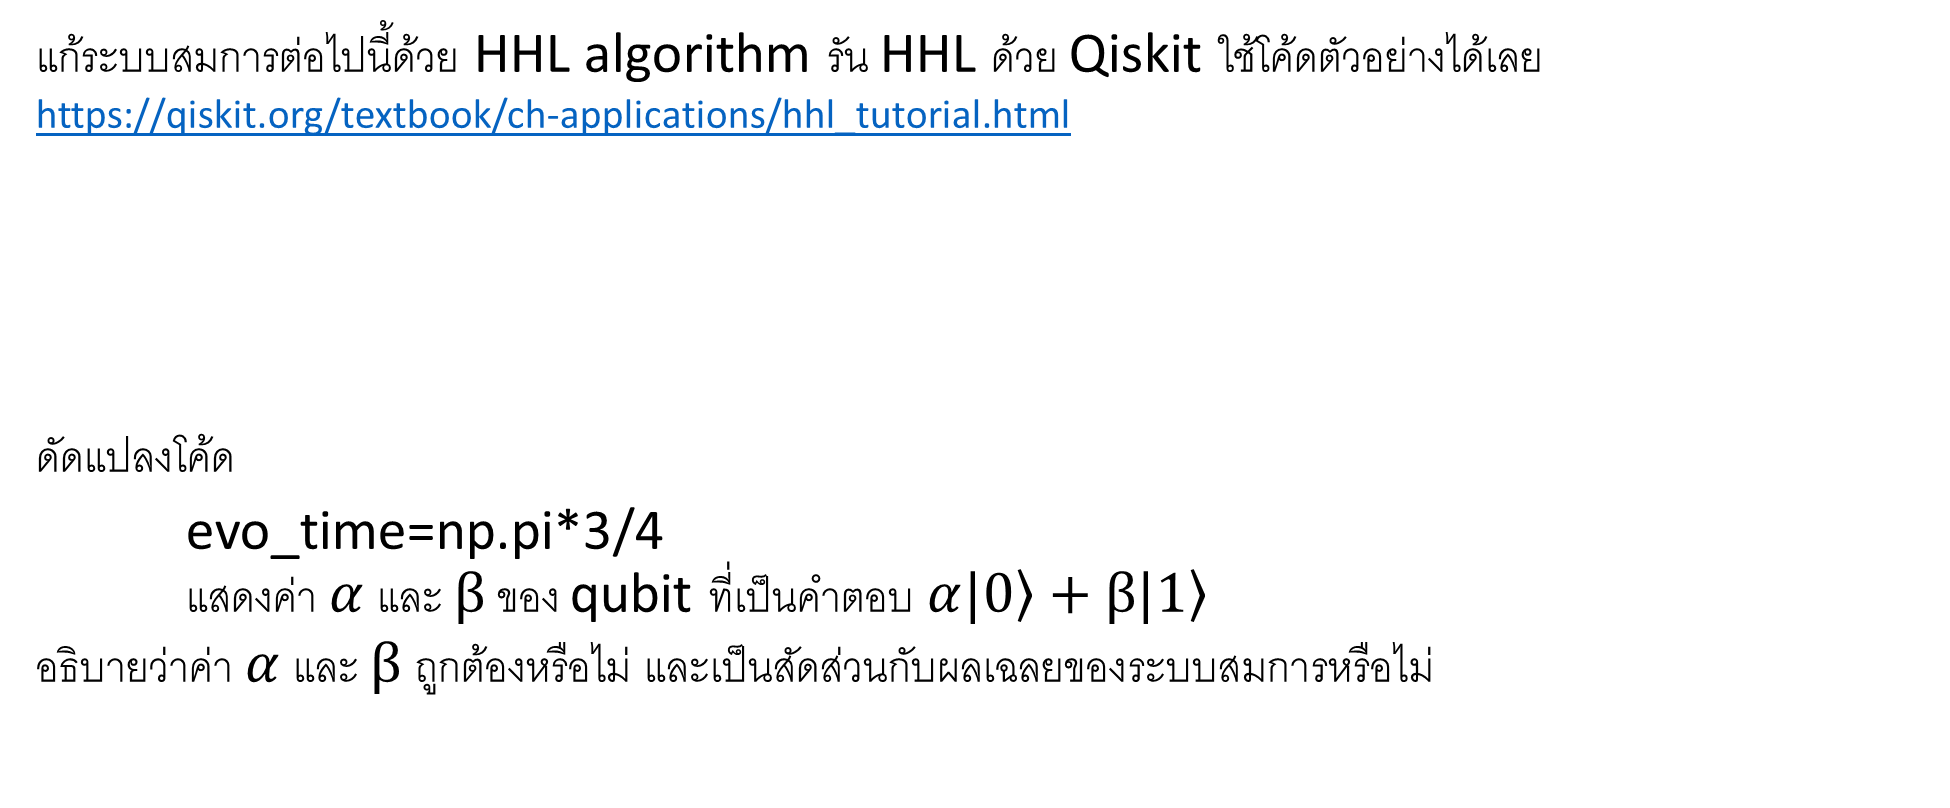 แก้ระบบสมการต่อไปนี้ด้วย HHL algorithm รัน HHL ด้วย Qiskit ใช้โค้ดตัวอย่างได้เลย
https://qiskit.org/textbook/ch-applications/hhl_tutorial.html
ดัดแปลงโค้ด
evo_time=np.pi*3/4
แสดงค่า α และ β ของ qubit ที่เป็นคำตอบ α|0⟩ + β|1⟩
อธิบายว่าค่า α และ β ถูกต้องหรือไม่ และเป็นสัดส่วนกับผลเฉลยของระบบสมการหรือไม่